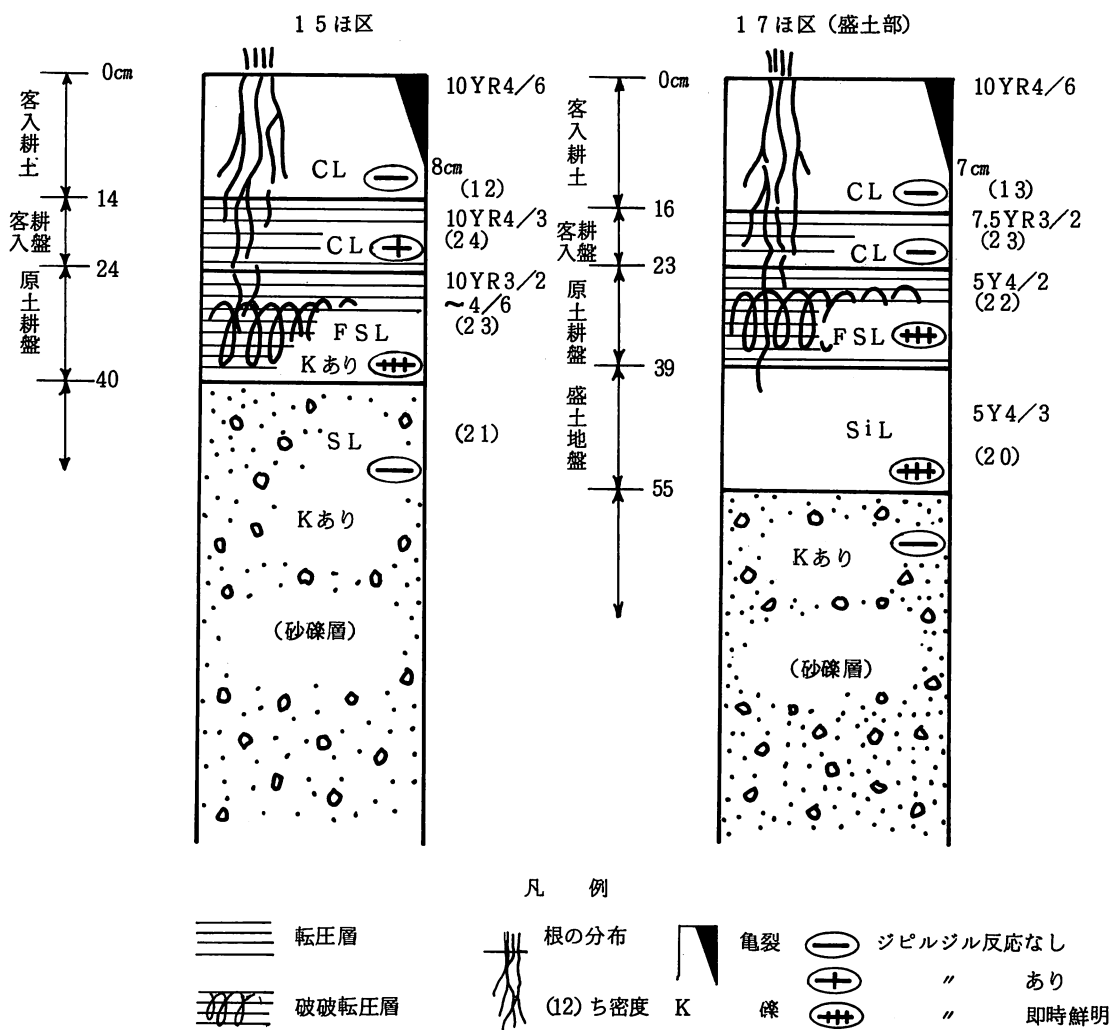 15ほ区
0cm
客入耕土
14
客入耕盤
24
原土耕盤
40
10YR4/6
8cm
CL
(12)
10YR4/3
(24)
CL
10YR3/2
~4/6
(23)
FSL
Kあり
SL
(21)
Kあり
(砂礫層)
17ほ区(盛土部)
0cm
客入耕土
16
客入耕盤
23
原土耕盤
39
盛土地盤
55
10YR4/6
7cm
CL
(13)
7.5YR3/2
(23)
CL
5Y4/2
(22)
FSL
5Y4/3
SiL
(20)
Kあり
(砂礫層)
凡 例
転圧層
根の分布
亀裂
ジピルジル反応なし
〃 あり
破破転圧層
(12)ち密度
K 礫
〃 即時鮮明